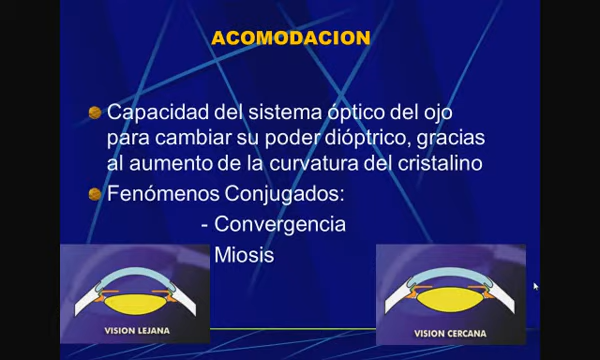 ACOMODACION
Capacidad del sistema óptico del ojo
para cambiar su poder dióptrico, gracias
al aumento de la curvatura del cristalino
Fenómenos Conjugados:
- Convergencia
Miosis
VISION LEJANA
VISION CERCANA